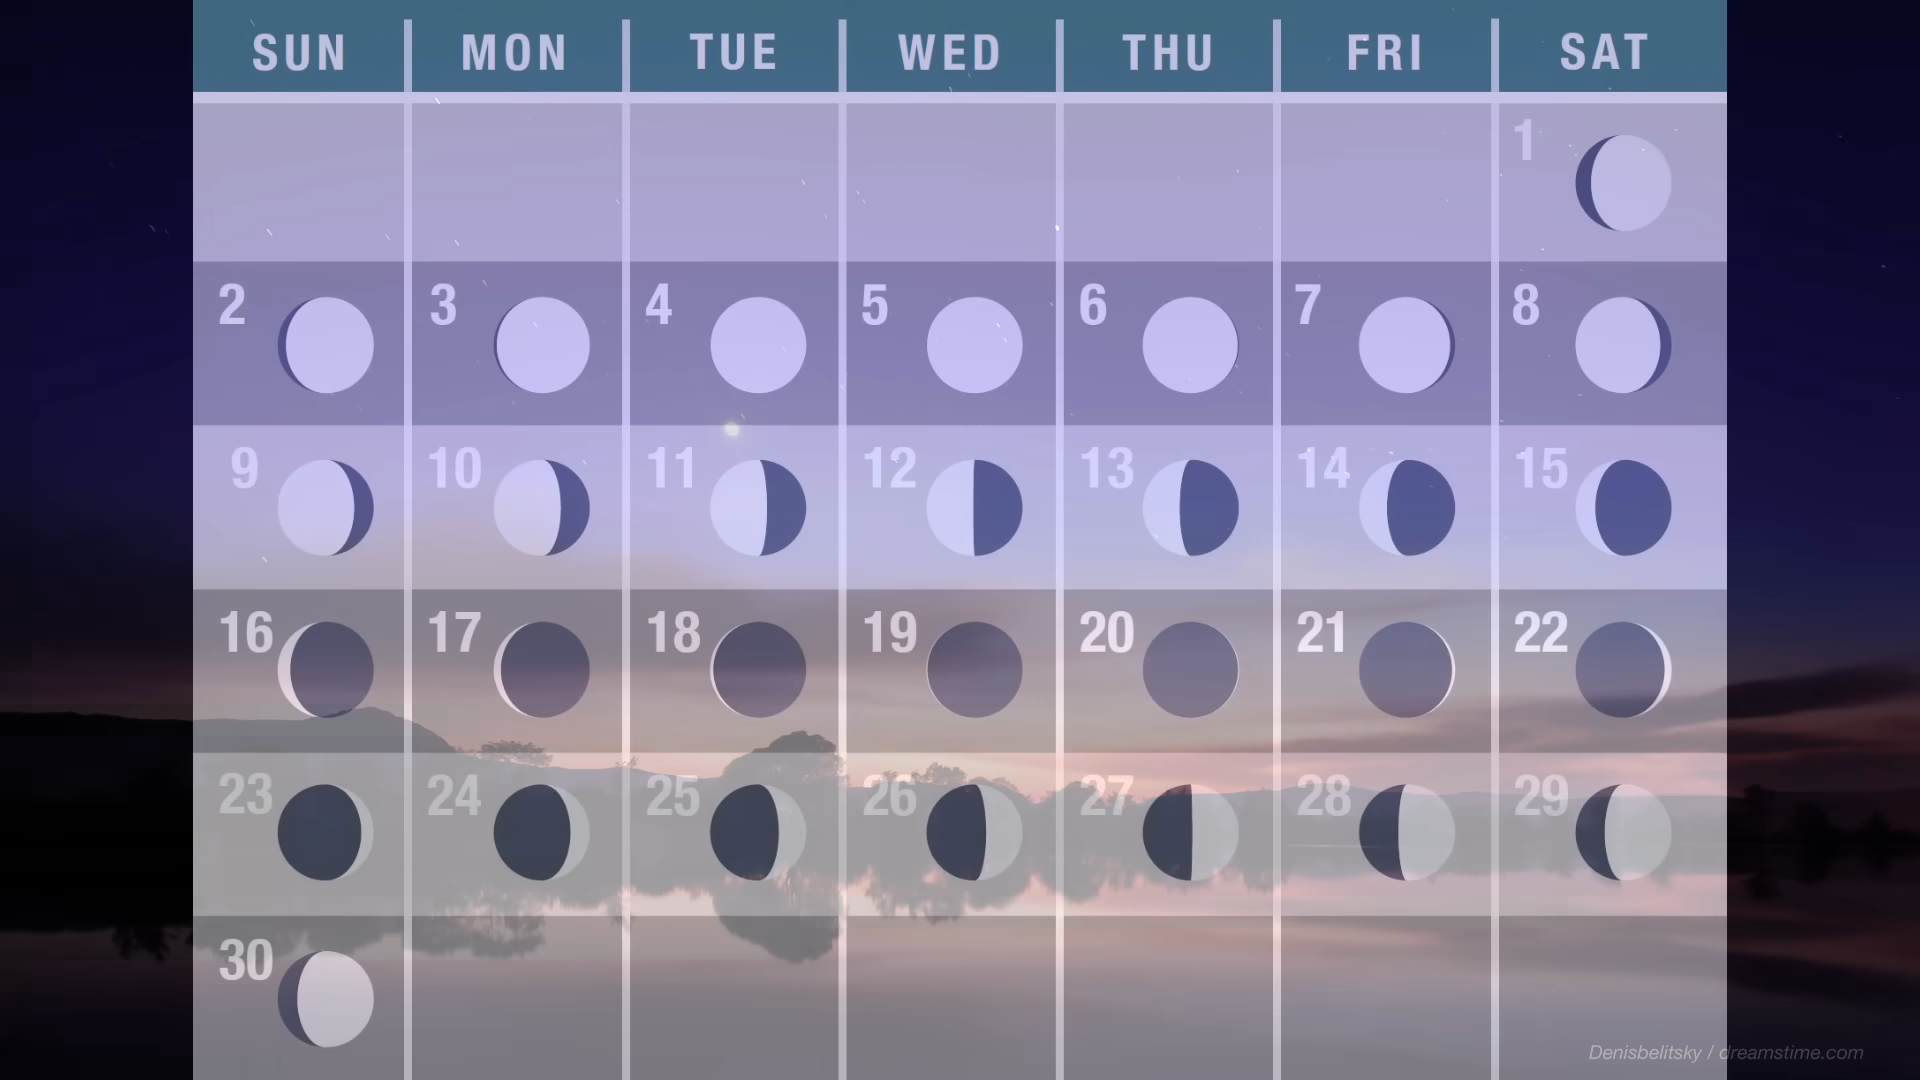 SUN MON TUE WED THU FRI SAT
1
2 3 4 5 6 7 8
9 10 11 12 13 14 15
16 17 18 19 20 21 22
23 24 25 26 27 28 29
30
Denisbelitsky / dreamstime.com